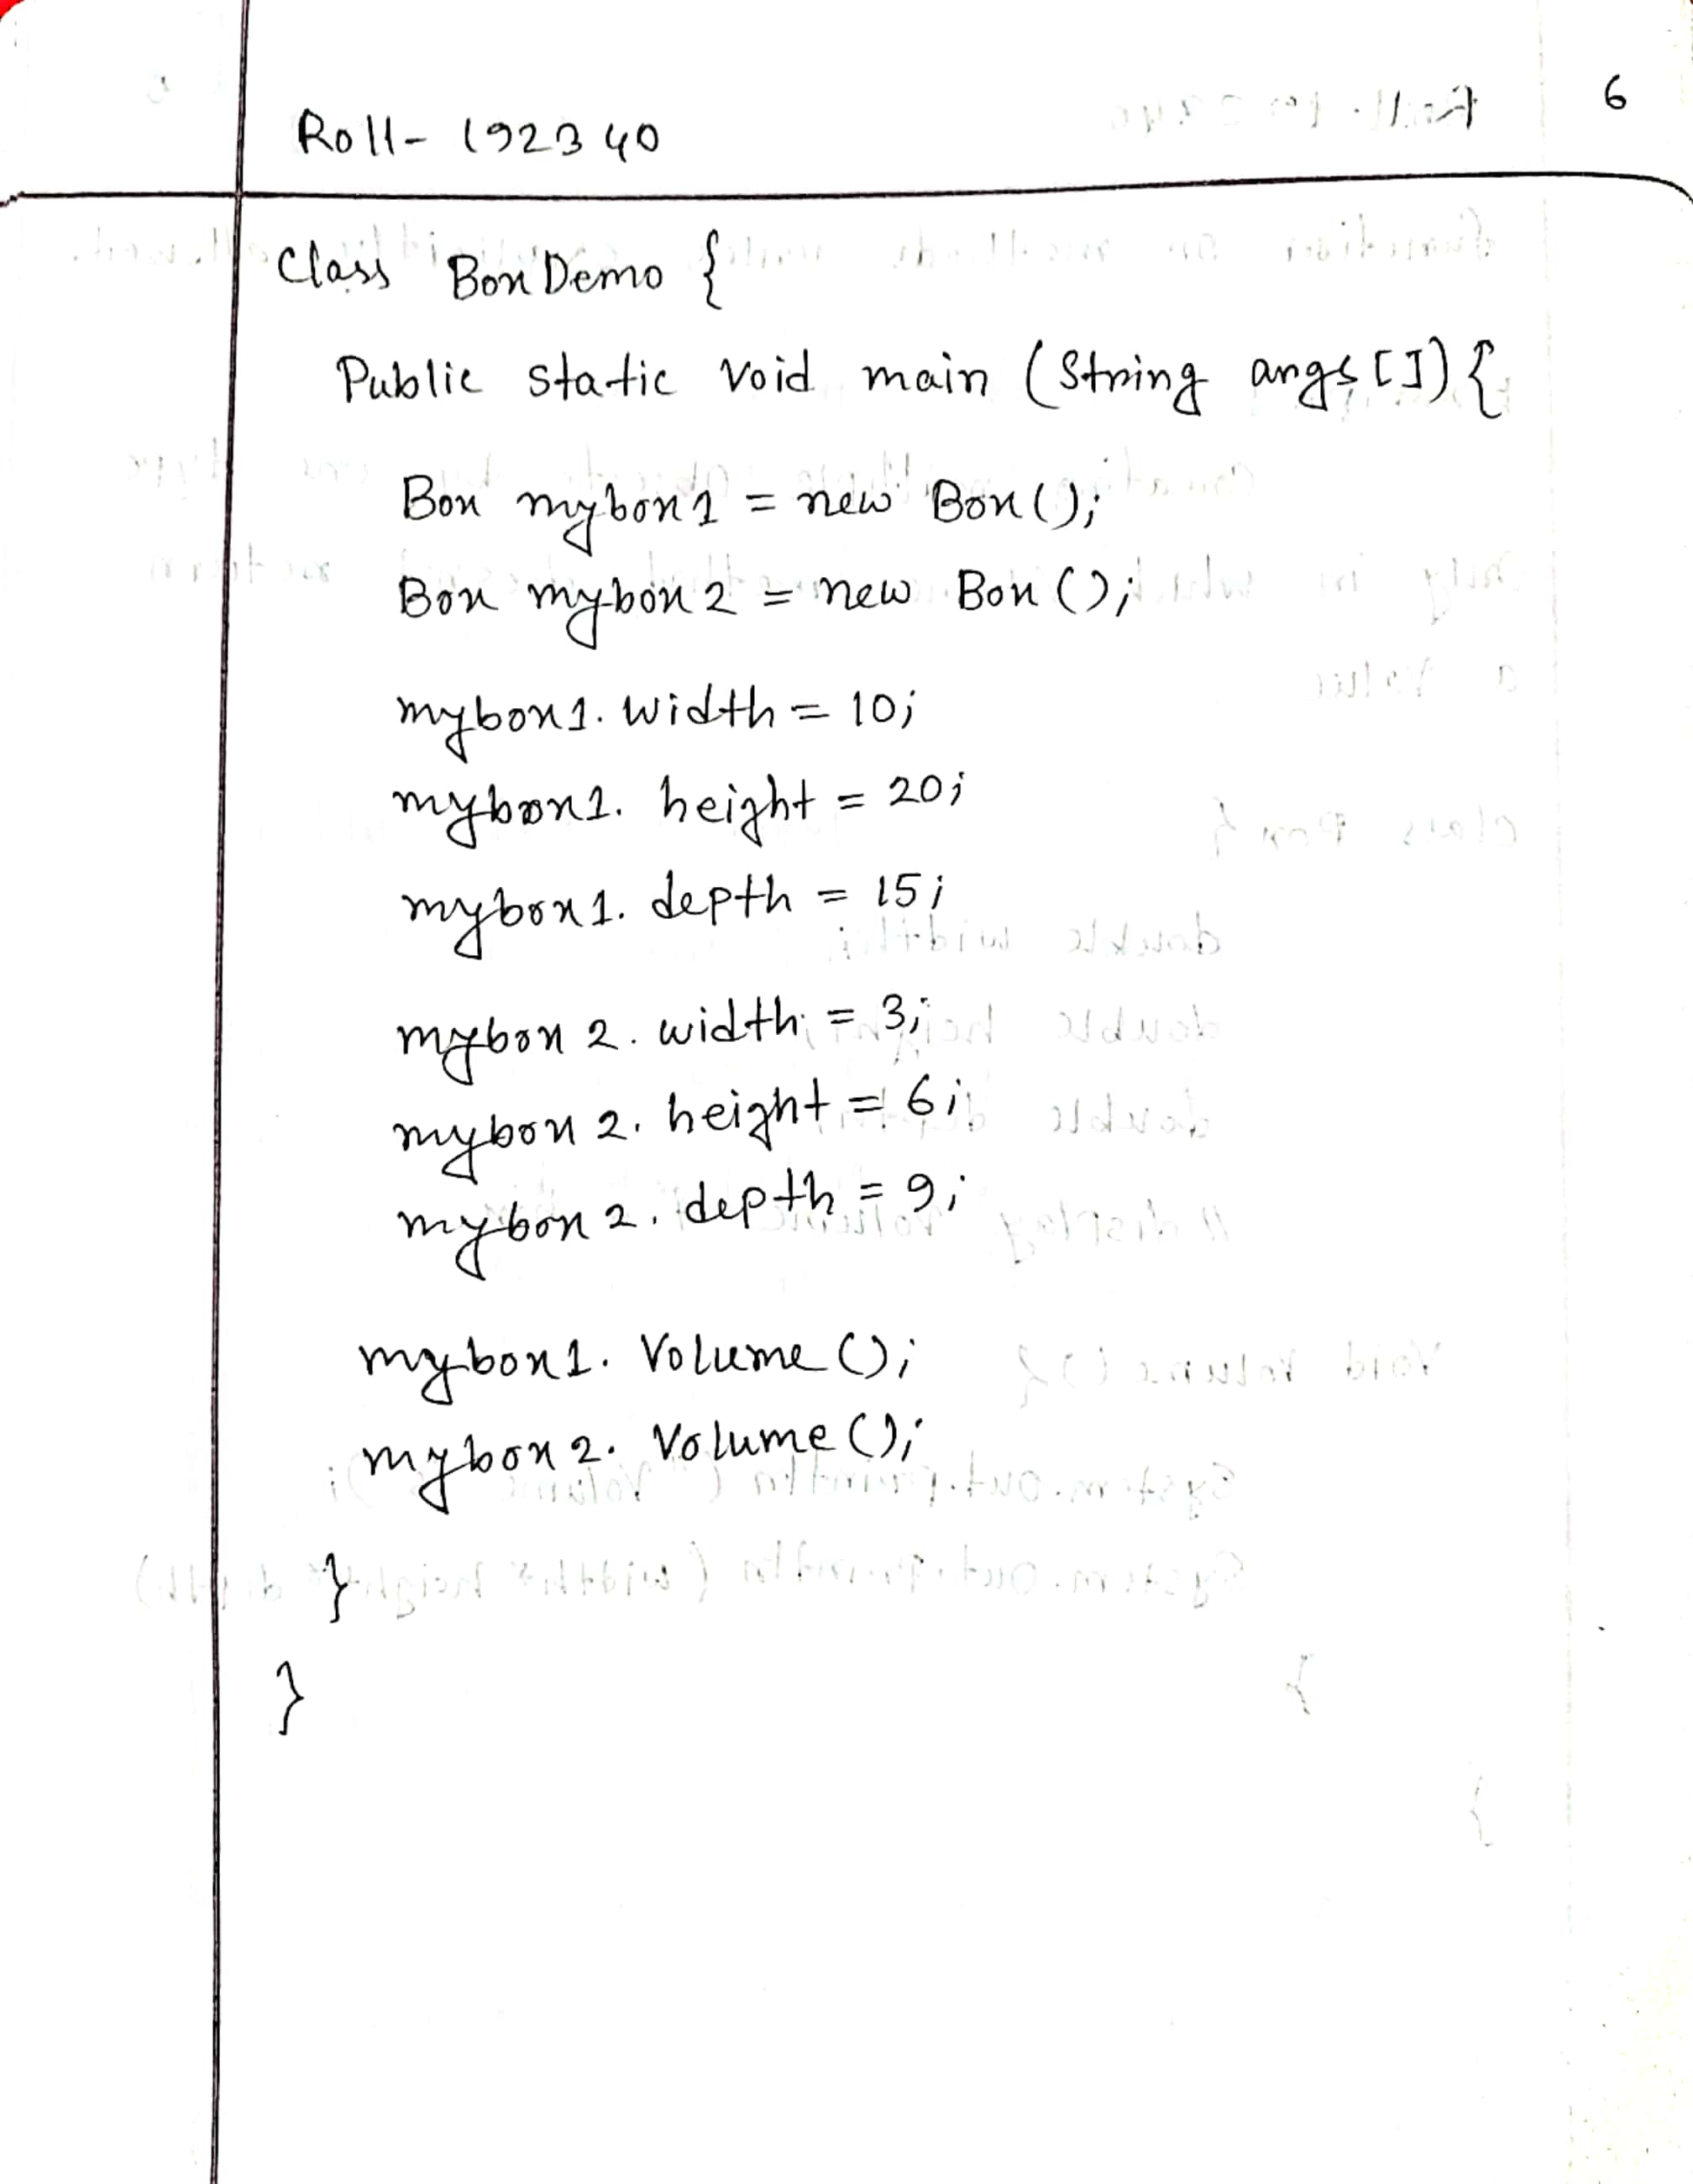 6
Roll- 192340
Class BoxDemo {
Public static void main (String args[]) {
Box mybox1 = new Box();
Box mybox2 = new Box();
mybox1. width = 10;
mybox1. height = 20;
mybox1. depth = 15;
mybox 2. width = 3;
mybox 2. height = 6;
mybox 2. depth = 9;
mybox1. Volume ();
mybox 2. Volume ();
}
}